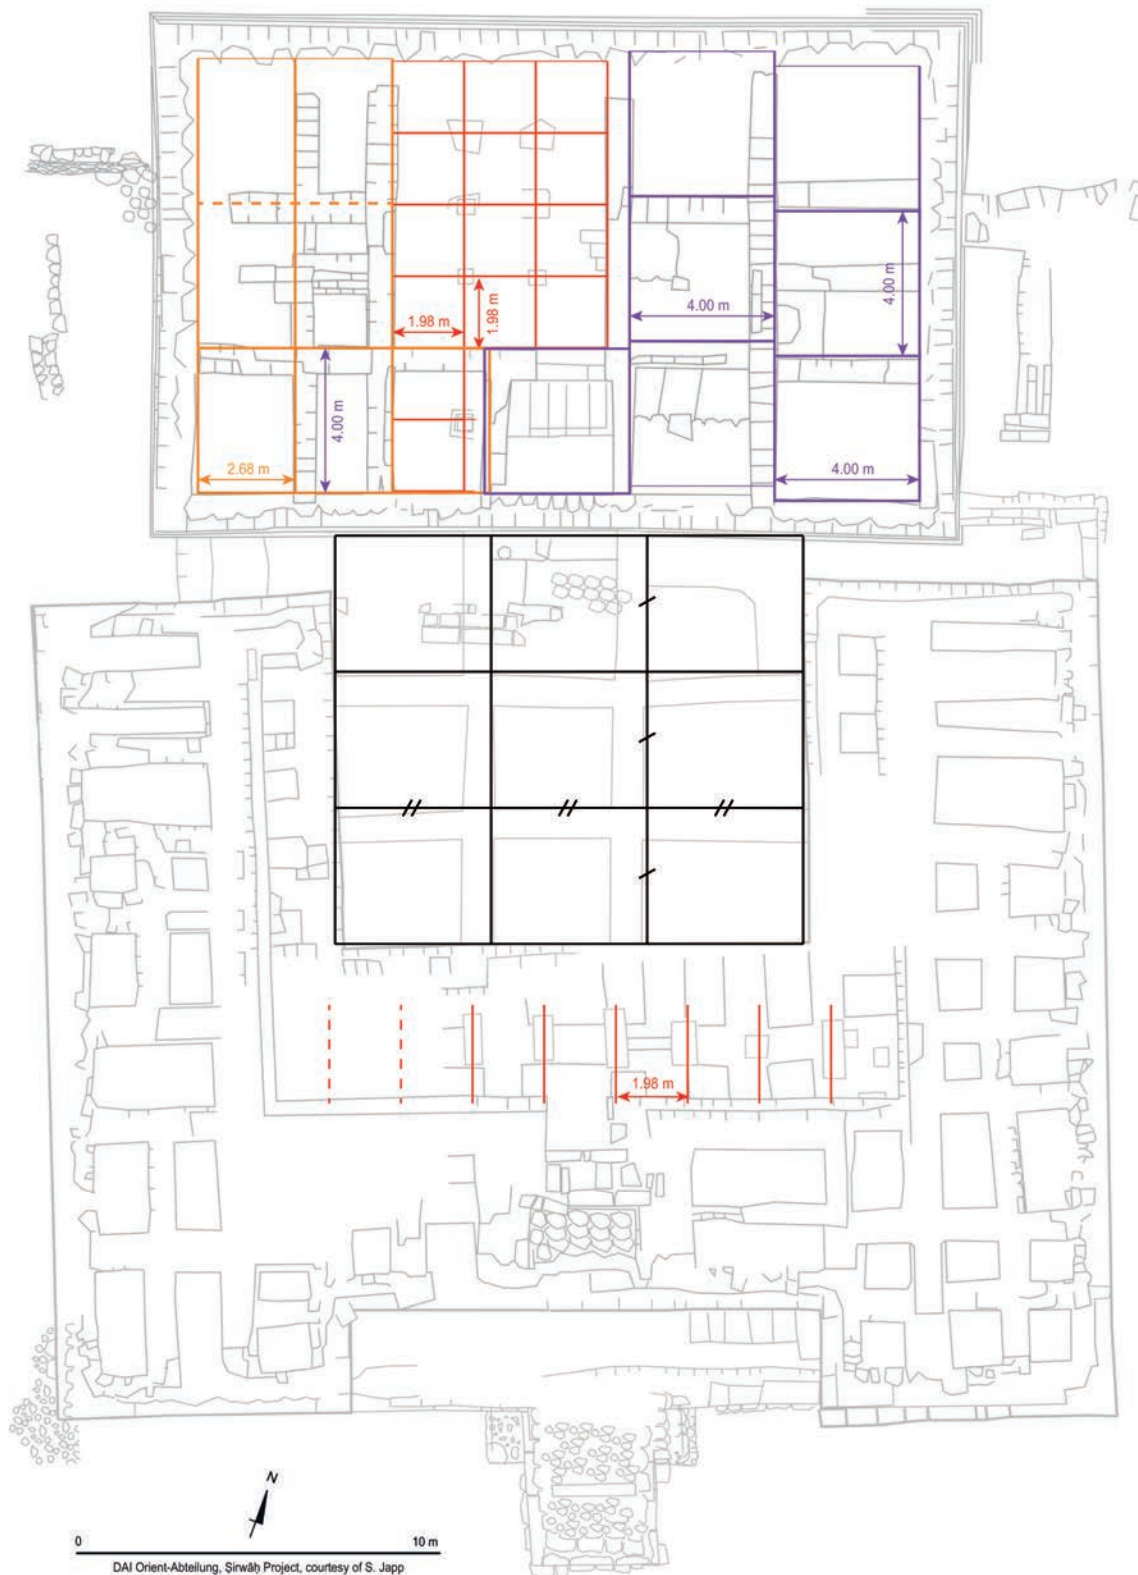 4.00 m
4.00 m
1.98 m
1.98 m
4.00 m
2.68 m
4.00 m
1.98 m
N
0 10 m
DAI Orient-Abteilung, Ṣirwāḥ Project, courtesy of S. Japp